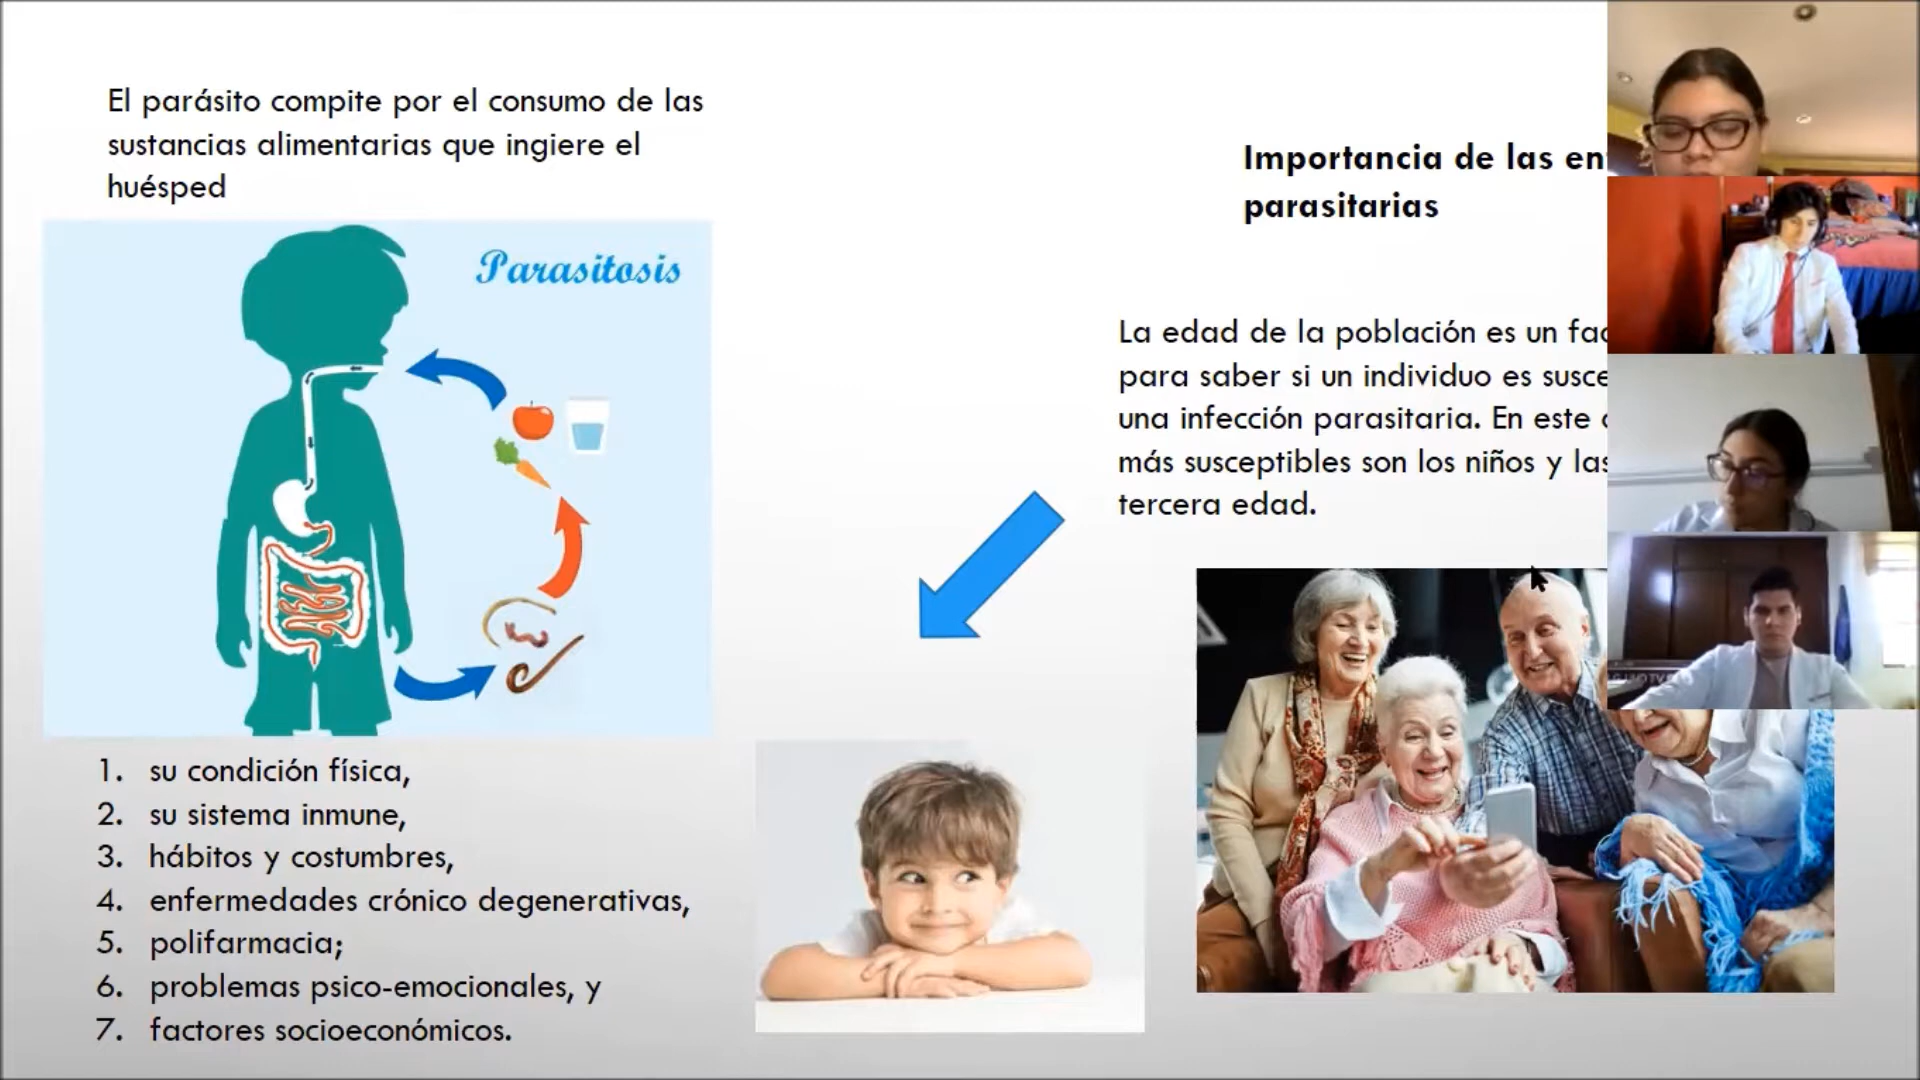 El parásito compite por el consumo de las
sustancias alimentarias que ingiere el
huésped
Parasitosis
1. su condición física,
2. su sistema inmune,
3. hábitos y costumbres,
4. enfermedades crónico degenerativas,
5. polifarmacia;
6. problemas psico-emocionales, y
7. factores socioeconómicos.
Importancia de las
parasitarias
La edad de la población es un
para saber si un individuo es
una infección parasitaria. En este
más susceptibles son los niños y las
tercera edad.